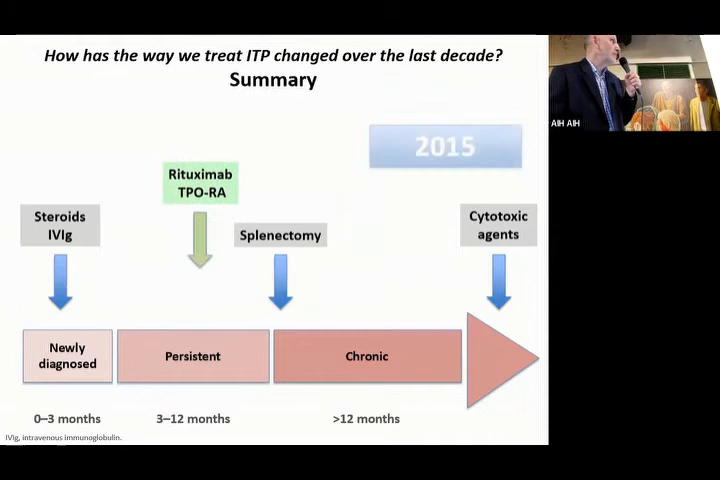 How has the way we treat ITP changed over the last decade?
Summary
AIH AIH
2015
Rituximab
TPO-RA
Steroids
IVIg
Splenectomy
Cytotoxic
agents
Newly
diagnosed
Persistent
Chronic
0–3 months
3–12 months
>12 months
IVIg, intravenous immunoglobulin.